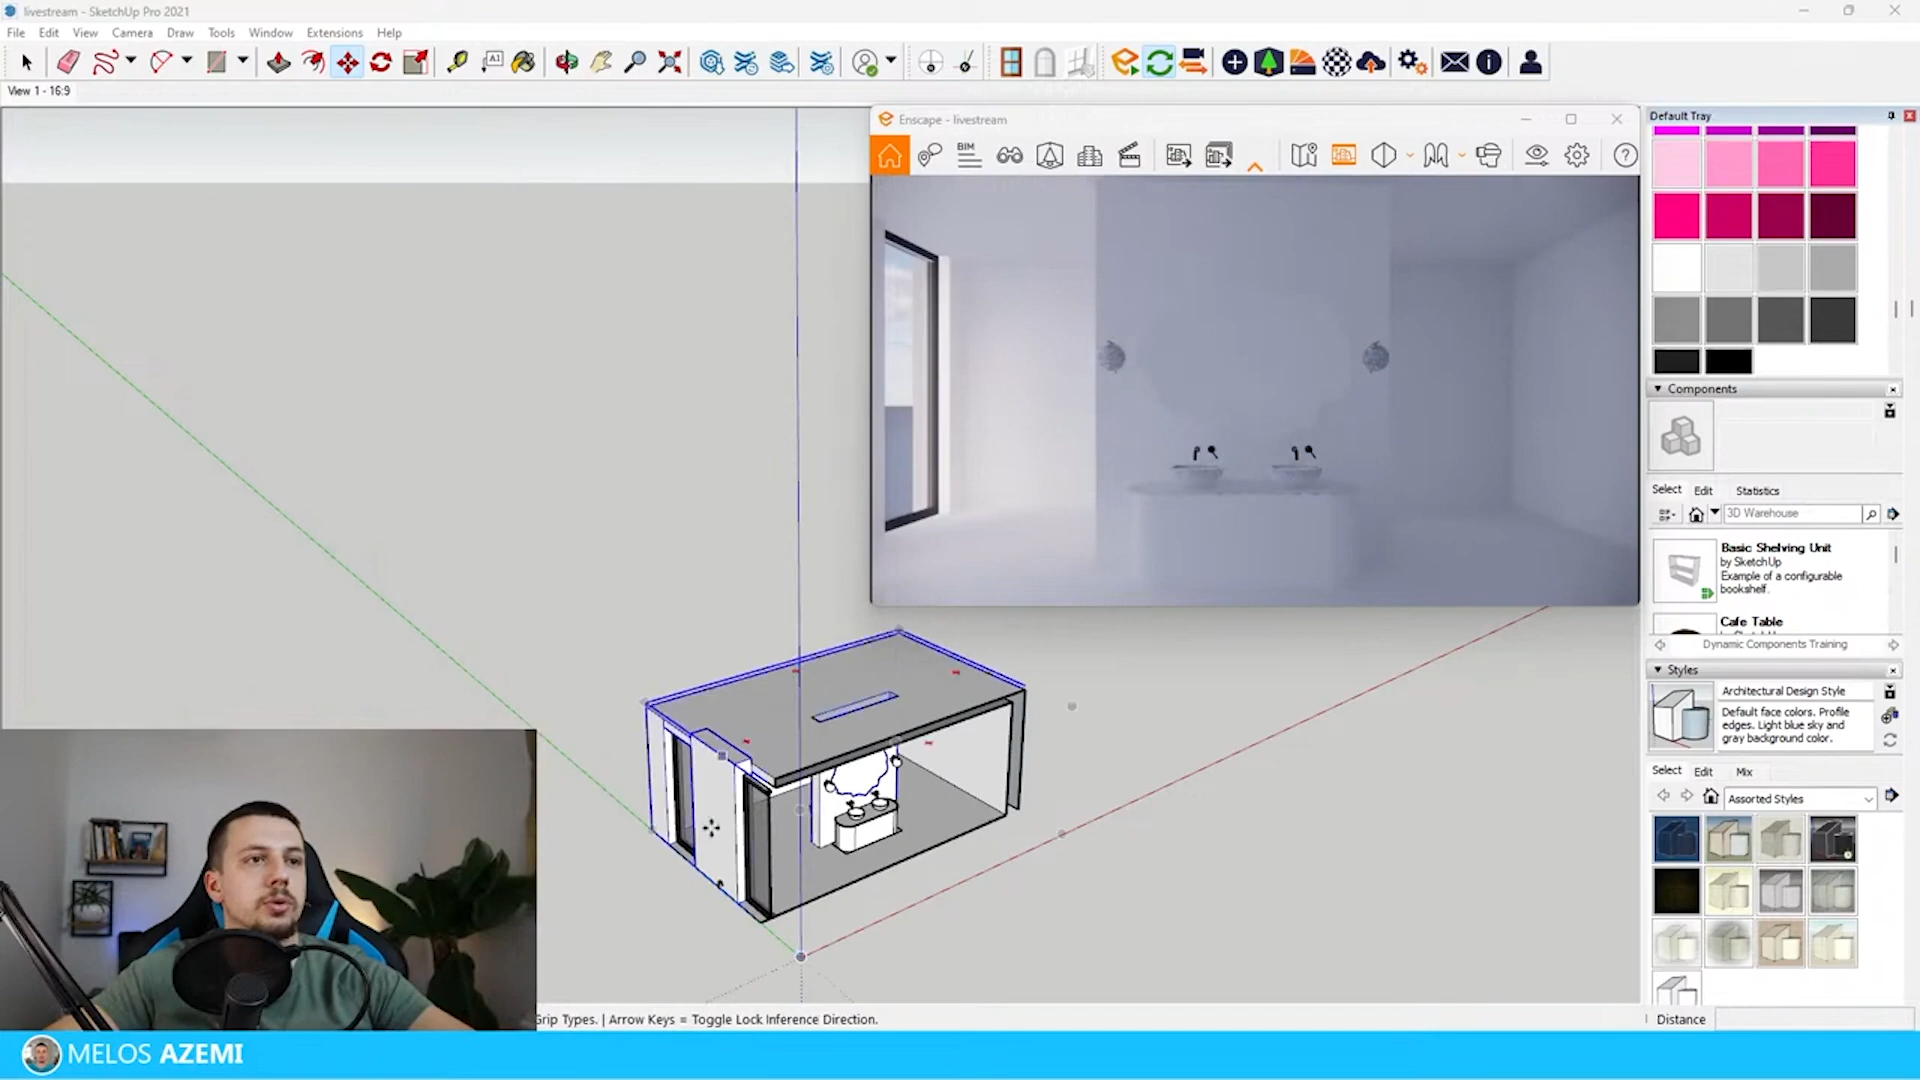 livestream - SketchUp Pro 2021
File Edit View Camera Draw Tools Window Extensions Help
A1
View 1 - 16:9
Enscape - livestream
BIM
Default Tray
Components
Select Edit Statistics
3D Warehouse
Basic Shelving Unit
by SketchUp
Example of a configurable
bookshelf.
Cafe Table
Dynamic Components Training
Styles
Architectural Design Style
Default face colors. Profile
edges. Light blue sky and
gray background color.
Select Edit Mix
Assorted Styles
Grip Types. | Arrow Keys = Toggle Lock Inference Direction.
Distance
MELOS AZEMI